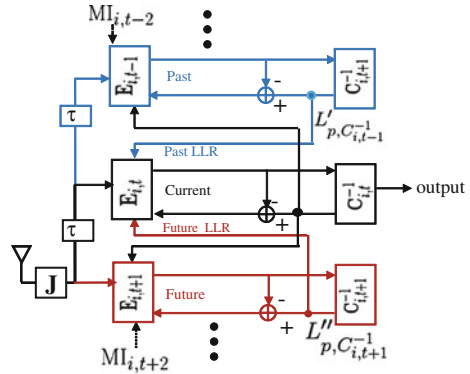 MI_{i,t-2}
E_{i,t-1}
Past
-
+
C^{-1}_{i,t+1}
L'_{p,C^{-1}_{i,t-1}}
τ
Past LLR
E_{i,t}
Current
-
+
C^{-1}_{i,t}
output
τ
Future LLR
J
E_{i,t+1}
Future
-
+
C^{-1}_{i,t+1}
L''_{p,C^{-1}_{i,t+1}}
MI_{i,t+2}